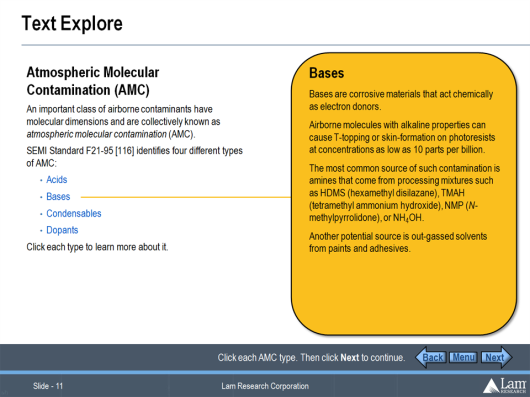 Text Explore
Atmospheric Molecular
Contamination (AMC)
An important class of airborne contaminants have
molecular dimensions and are collectively known as
atmospheric molecular contamination (AMC).
SEMI Standard F21-95 [116] identifies four different types
of AMC:
• Acids
• Bases
• Condensables
• Dopants
Click each type to learn more about it.
Bases
Bases are corrosive materials that act chemically
as electron donors.
Airborne molecules with alkaline properties can
cause T-topping or skin-formation on photoresists
at concentrations as low as 10 parts per billion.
The most common source of such contamination is
amines that come from processing mixtures such
as HDMS (hexamethyl disilazane), TMAH
(tetramethyl ammonium hydroxide), NMP (N-
methylpyrrolidone), or NH4OH.
Another potential source is out-gassed solvents
from paints and adhesives.
Click each AMC type. Then click Next to continue.
Back Menu Next
Slide - 11
Lam Research Corporation
Lam
RESEARCH